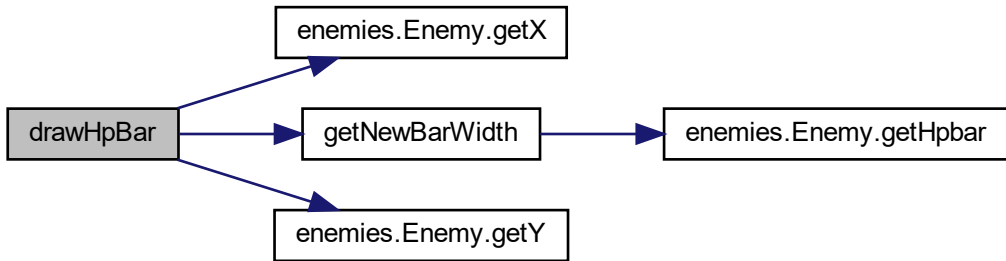 enemies.Enemy.getX
drawHpBar
getNewBarWidth
enemies.Enemy.getHpbar
enemies.Enemy.getY